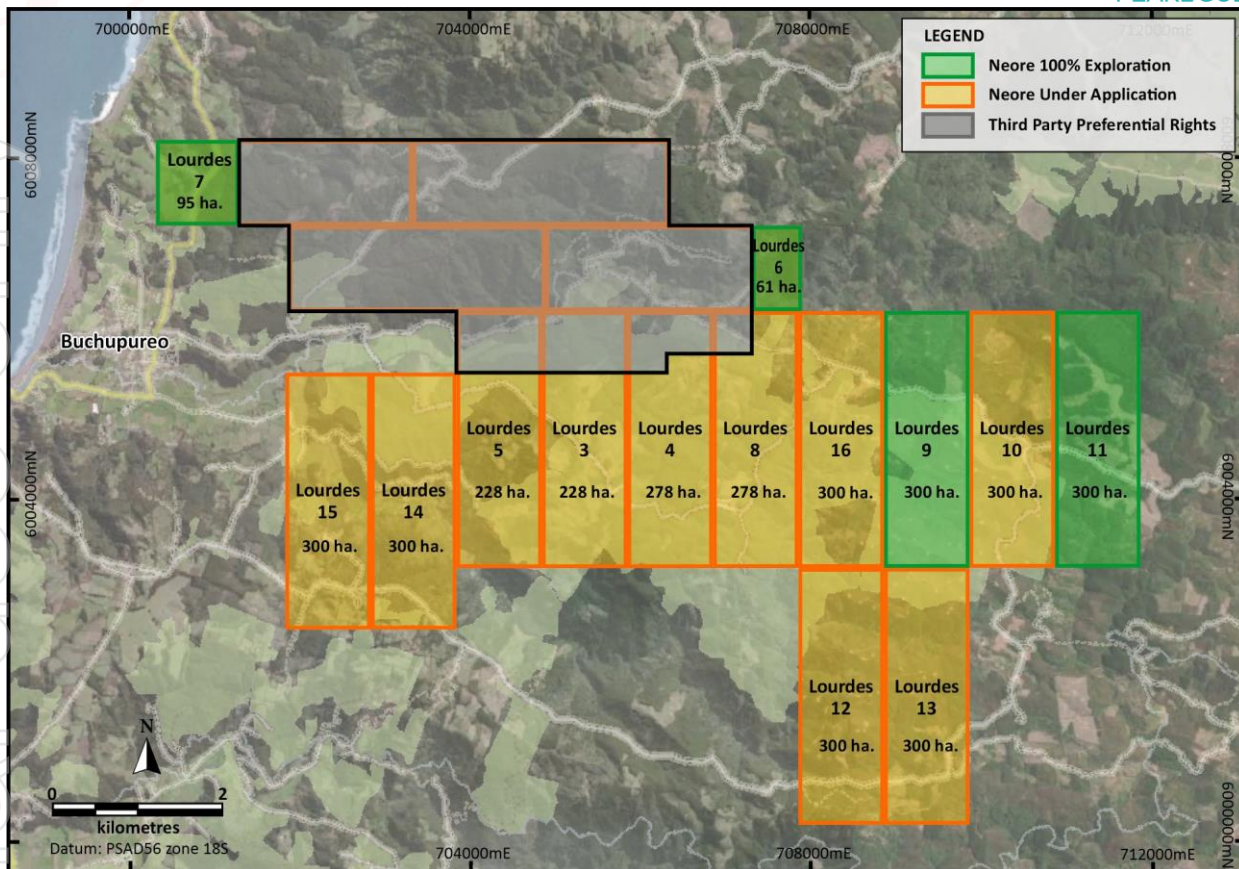 700000mE
704000mE
708000mE
712000mE
LEGEND
Neore 100% Exploration
Neore Under Application
Third Party Preferential Rights
6008000mN
Lourdes
7
95 ha.
Lourdes
6
61 ha.
Buchupureo
6004000mN
6004000mN
Lourdes
15
300 ha.
Lourdes
14
300 ha.
Lourdes
5
228 ha.
Lourdes
3
228 ha.
Lourdes
4
278 ha.
Lourdes
8
278 ha.
Lourdes
16
300 ha.
Lourdes
9
300 ha.
Lourdes
10
300 ha.
Lourdes
11
300 ha.
Lourdes
12
300 ha.
Lourdes
13
300 ha.
6000000mN
N
0 2
kilometres
Datum: PSAD56 zone 18S
704000mE
708000mE
712000mE